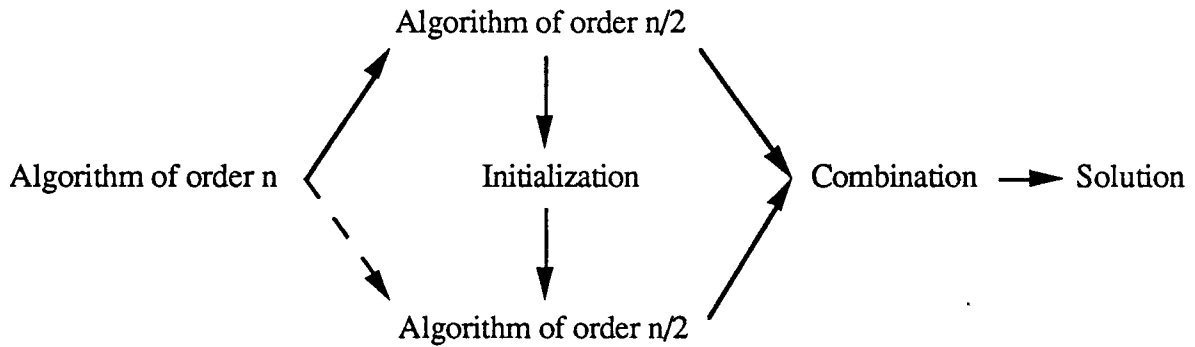 Algorithm of order n/2
Algorithm of order n
Initialization
Combination
Solution
Algorithm of order n/2